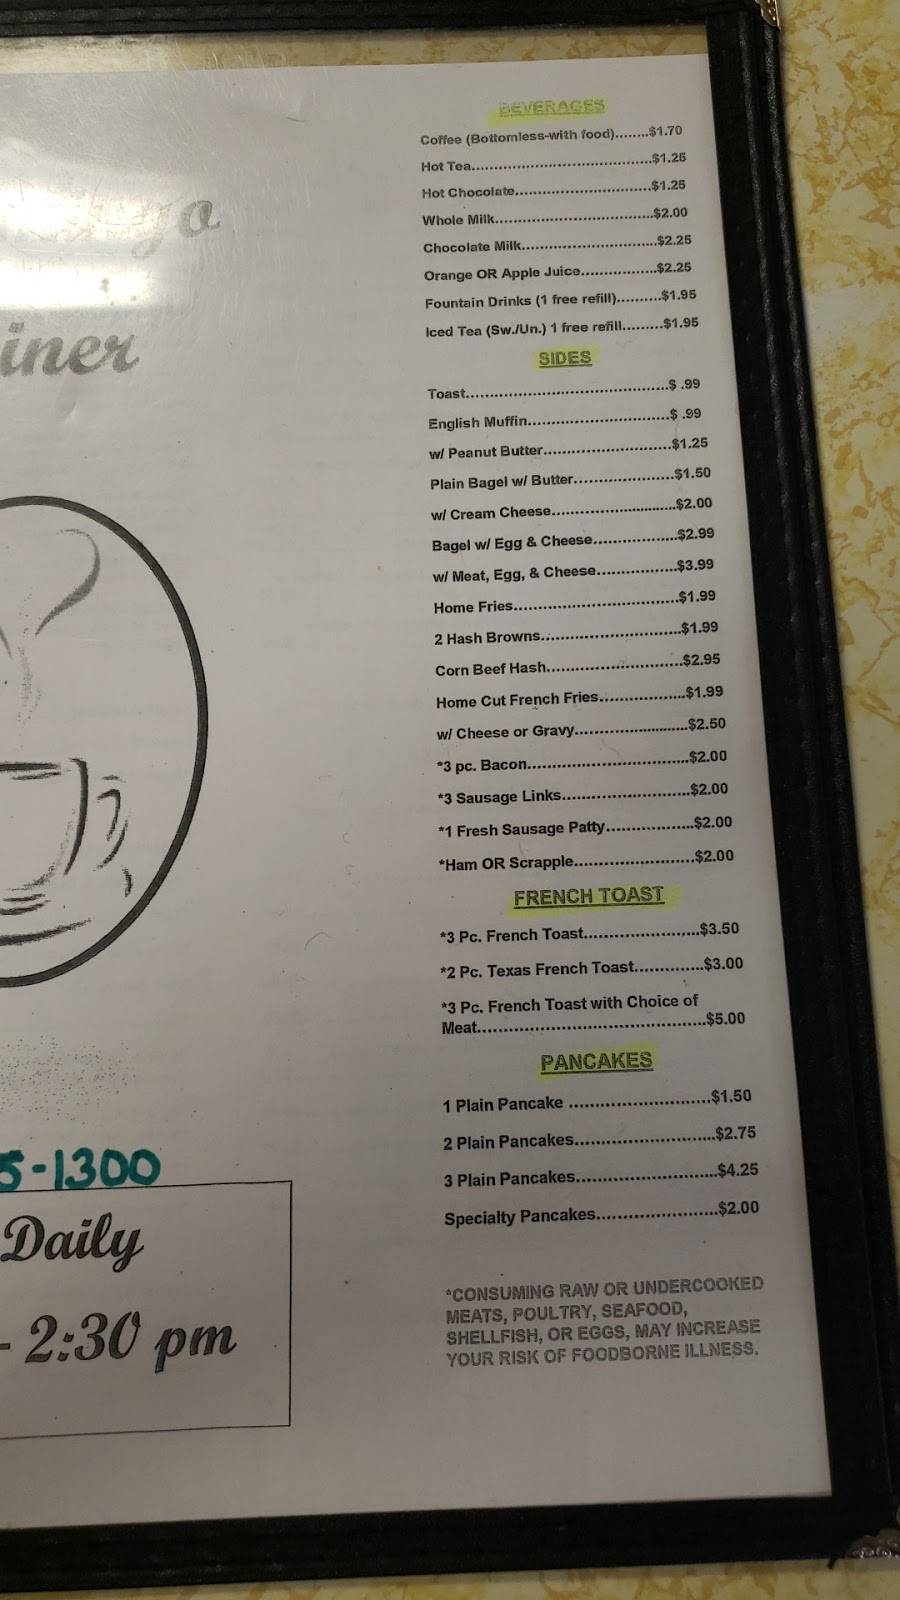 iner
5-1300
Daily
- 2:30 pm
BEVERAGES
Coffee (Bottomless-with food)........$1.70
Hot Tea............................................$1.25
Hot Chocolate.................................$1.25
Whole Milk......................................$2.00
Chocolate Milk................................$2.25
Orange OR Apple Juice.................$2.25
Fountain Drinks (1 free refill)..........$1.95
Iced Tea (Sw./Un.) 1 free refill.........$1.95
SIDES
Toast...............................................$ .99
English Muffin.................................$ .99
w/ Peanut Butter.............................$1.25
Plain Bagel w/ Butter.......................$1.50
w/ Cream Cheese............................$2.00
Bagel w/ Egg & Cheese..................$2.99
w/ Meat, Egg, & Cheese.................$3.99
Home Fries.....................................$1.99
2 Hash Browns...............................$1.99
Corn Beef Hash..............................$2.95
Home Cut French Fries..................$1.99
w/ Cheese or Gravy.........................$2.50
*3 pc. Bacon...................................$2.00
*3 Sausage Links............................$2.00
*1 Fresh Sausage Patty..................$2.00
*Ham OR Scrapple.........................$2.00
FRENCH TOAST
*3 Pc. French Toast........................$3.50
*2 Pc. Texas French Toast..............$3.00
*3 Pc. French Toast with Choice of
Meat..............................................$5.00
PANCAKES
1 Plain Pancake ............................$1.50
2 Plain Pancakes............................$2.75
3 Plain Pancakes............................$4.25
Specialty Pancakes........................$2.00
*CONSUMING RAW OR UNDERCOOKED
MEATS, POULTRY, SEAFOOD,
SHELLFISH, OR EGGS, MAY INCREASE
YOUR RISK OF FOODBORNE ILLNESS.